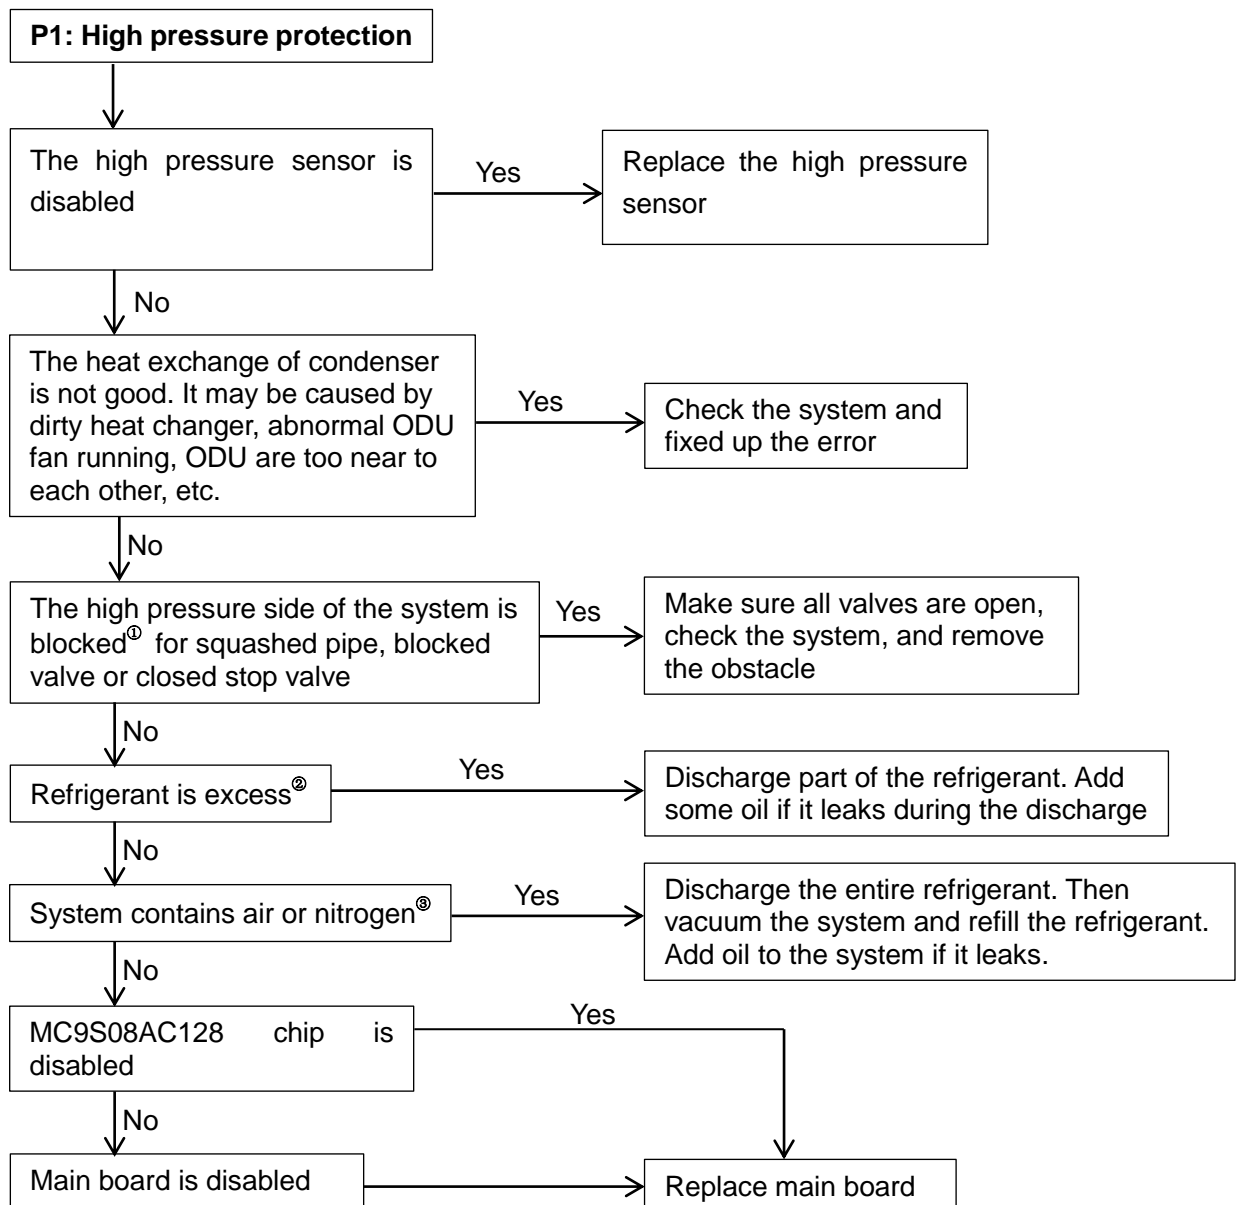 P1: High pressure protection
The high pressure sensor is
disabled
Yes
Replace the high pressure
sensor
No
The heat exchange of condenser
is not good. It may be caused by
dirty heat changer, abnormal ODU
fan running, ODU are too near to
each other, etc.
Yes
Check the system and
fixed up the error
No
The high pressure side of the system is
blocked① for squashed pipe, blocked
valve or closed stop valve
Yes
Make sure all valves are open,
check the system, and remove
the obstacle
No
Refrigerant is excess②
Yes
Discharge part of the refrigerant. Add
some oil if it leaks during the discharge
No
System contains air or nitrogen③
Yes
Discharge the entire refrigerant. Then
vacuum the system and refill the refrigerant.
Add oil to the system if it leaks.
No
MC9S08AC128 chip is
disabled
Yes
No
Main board is disabled
Replace main board